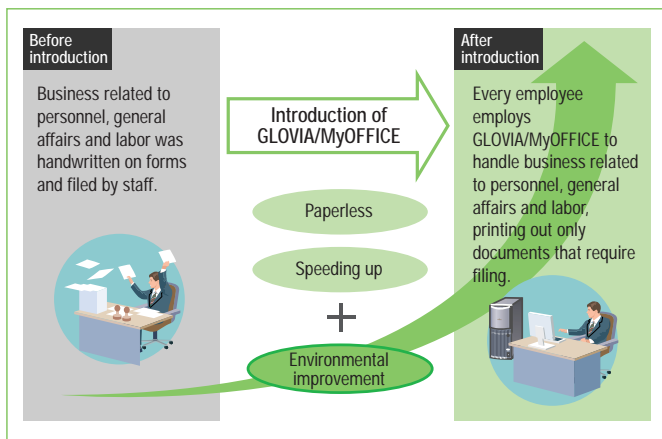 Before
introduction
Business related to
personnel, general
affairs and labor was
handwritten on forms
and filed by staff.
Introduction of
GLOVIA/MyOFFICE
Paperless
Speeding up
+
Environmental
improvement
After
introduction
Every employee
employs
GLOVIA/MyOFFICE to
handle business related
to personnel, general
affairs and labor,
printing out only
documents that require
filing.